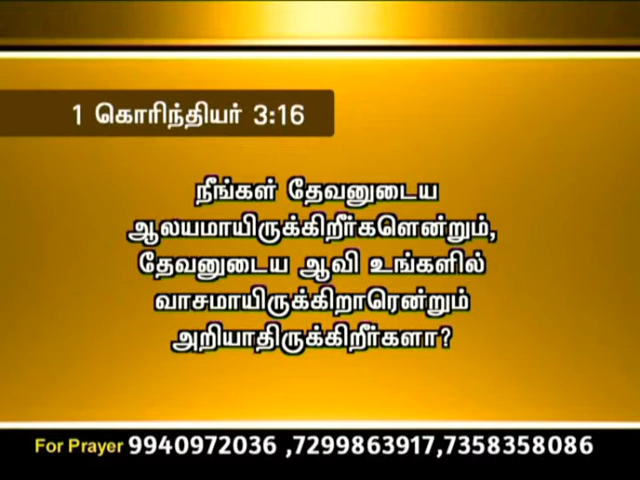 1 கொரிந்தியர் 3:16
நீங்கள் தேவனுடைய
ஆலயமாயிருக்கிறீர்களென்றும்,
தேவனுடைய ஆவி உங்களில்
வாசமாயிருக்கிறாரென்றும்
அறியாதிருக்கிறீர்களா?
For Prayer 9940972036 ,7299863917,7358358086